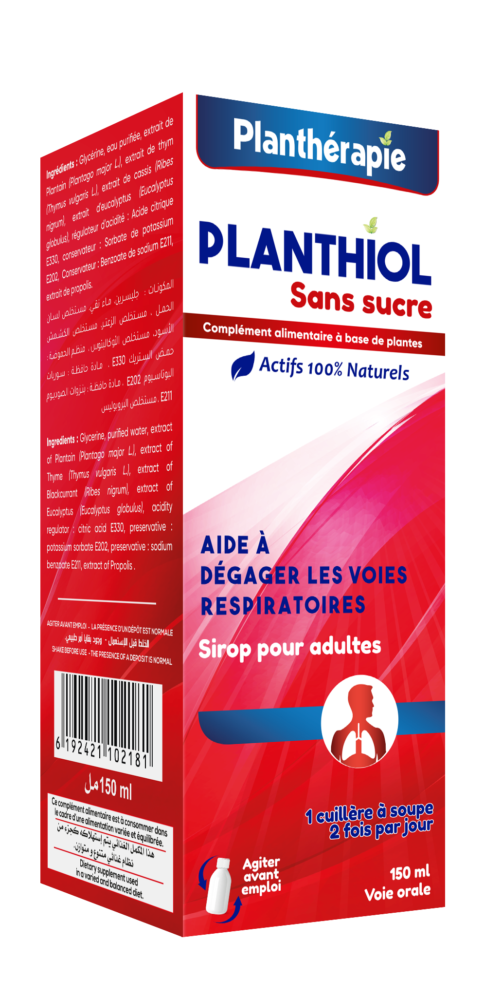 Planthérapie
PLANTHIOL
Sans sucre
Complément alimentaire à base de plantes
Actifs 100% Naturels
AIDE À
DÉGAGER LES VOIES
RESPIRATOIRES
Sirop pour adultes
1 cuillère à soupe
2 fois par jour
Agiter
avant
emploi
150 ml
Voie orale
Ingrédients : Glycérine, eau purifiée, extrait de
Plantain (Plantago major L.), extrait de thym
(Thymus vulgaris L.), extrait de cassis (Ribes
nigrum), extrait d'eucalyptus (Eucalyptus
globulus), régulateur d'acidité : Acide citrique
E330, conservateur : Sorbate de potassium
E202, Conservateur : Benzoate de sodium E211,
extrait de propolis.
المكونات : جليسرين، ماء نقي، مستخلص لسان
الحمل ، مستخلص الزعتر، مستخلص الكشمش
الأسود، مستخلص الأوكالبتوس ، منظم الحموضة :
حمض الستريك E330 ، مادة حافظة : سوربات
البوتاسيوم E202 ، مادة حافظة : بنزوات الصوديوم
E211 ، مستخلص البروبوليس
Ingredients : Glycerine, purified water, extract
of Plantain (Plantago major L.), extract of
Thyme (Thymus vulgaris L.), extract of
Blackcurrant (Ribes nigrum), extract of
Eucalyptus (Eucalyptus globulus), acidity
regulator : citric acid E330, preservative :
potassium sorbate E202, preservative : sodium
benzoate E211, extract of Propolis .
AGITER AVANT EMPLOI - LA PRÉSENCE D'UN DÉPÔT EST NORMALE
الخلط قبل الإستعمال - وجود بقايا أمر طبيعي.
SHAKE BEFORE USE - THE PRESENCE OF A DEPOSIT IS NORMAL
6 192421 102181
150 ml مل
Ce complément alimentaire est à consommer dans
le cadre d'une alimentation variée et équilibrée.
هذا المكمل الغذائي يتم إستهلاكه كجزء من
نظام غذائي متنوع و متوازن.
Dietary supplement used
in a varied and balanced diet.